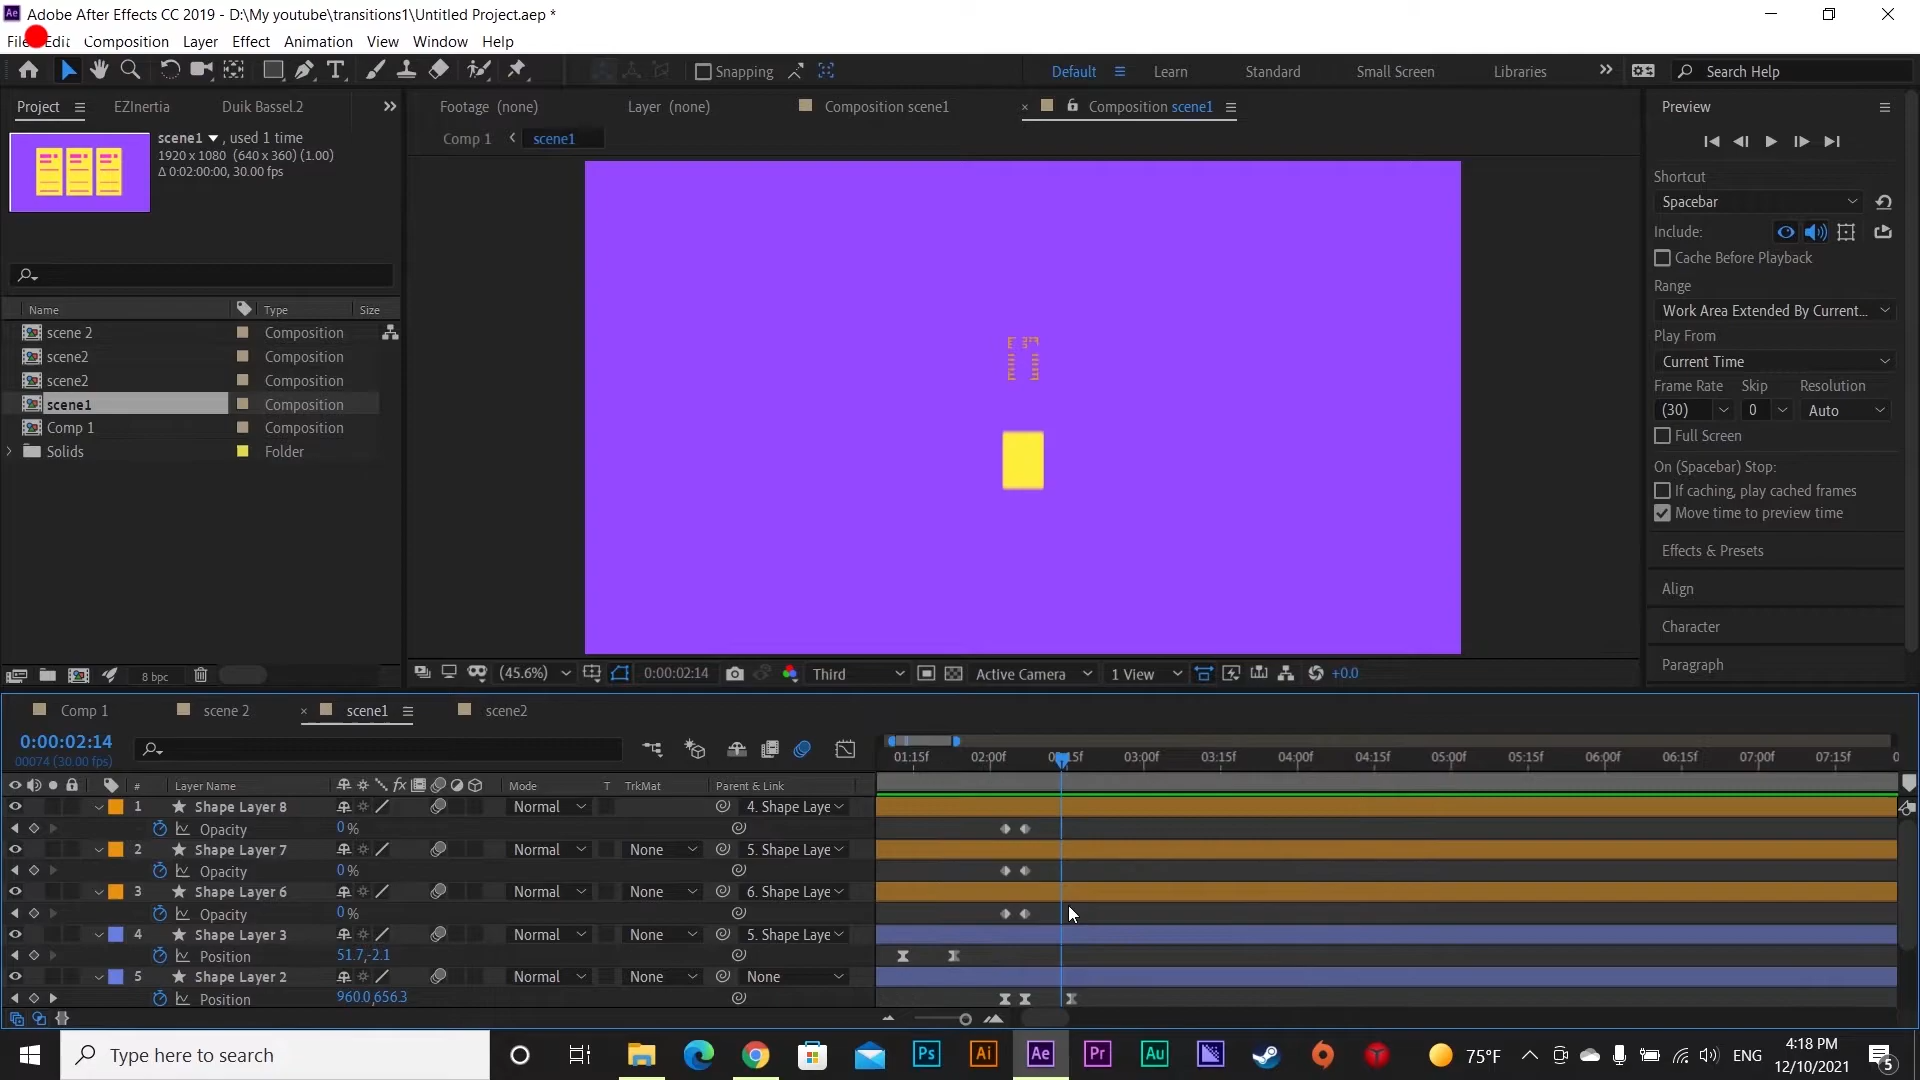 Adobe After Effects CC 2019 - D:\My youtube\transitions1\Untitled Project.aep *
File Edit Composition Layer Effect Animation View Window Help
Snapping Default Learn Standard Small Screen Libraries Search Help
Project EZInertia Duik Bassel.2 Footage (none) Layer (none) Composition scene1 Composition scene1 Preview
scene1 , used 1 time
1920 x 1080 (640 x 360) (1.00)
Δ 0:02:00:00, 30.00 fps
Comp 1 scene1
Shortcut
Spacebar
Include:
Cache Before Playback
Range
Work Area Extended By Current...
Play From
Current Time
Frame Rate Skip Resolution
(30) 0 Auto
Full Screen
On (Spacebar) Stop:
If caching, play cached frames
Move time to preview time
Effects & Presets
Align
Character
Paragraph
Name Type Size
scene 2 Composition
scene2 Composition
scene2 Composition
scene1 Composition
Comp 1 Composition
Solids Folder
8 bpc (45.6%) 0:00:02:14 Third Active Camera 1 View +0.0
Comp 1 scene 2 scene1 scene2
0:00:02:14
00074 (30.00 fps)
01:15f 02:00f 02:15f 03:00f 03:15f 04:00f 04:15f 05:00f 05:15f 06:00f 06:15f 07:00f 07:15f
# Layer Name fx Mode T TrkMat Parent & Link
1 Shape Layer 8 Normal 4. Shape Laye
Opacity 0 %
2 Shape Layer 7 Normal None 5. Shape Laye
Opacity 0 %
3 Shape Layer 6 Normal None 6. Shape Laye
Opacity 0 %
4 Shape Layer 3 Normal None 5. Shape Laye
Position 51.7,-2.1
5 Shape Layer 2 Normal None None
Position 960.0,656.3
Type here to search Ps Ai Ae Pr Au 75°F ENG
4:18 PM
12/10/2021
5